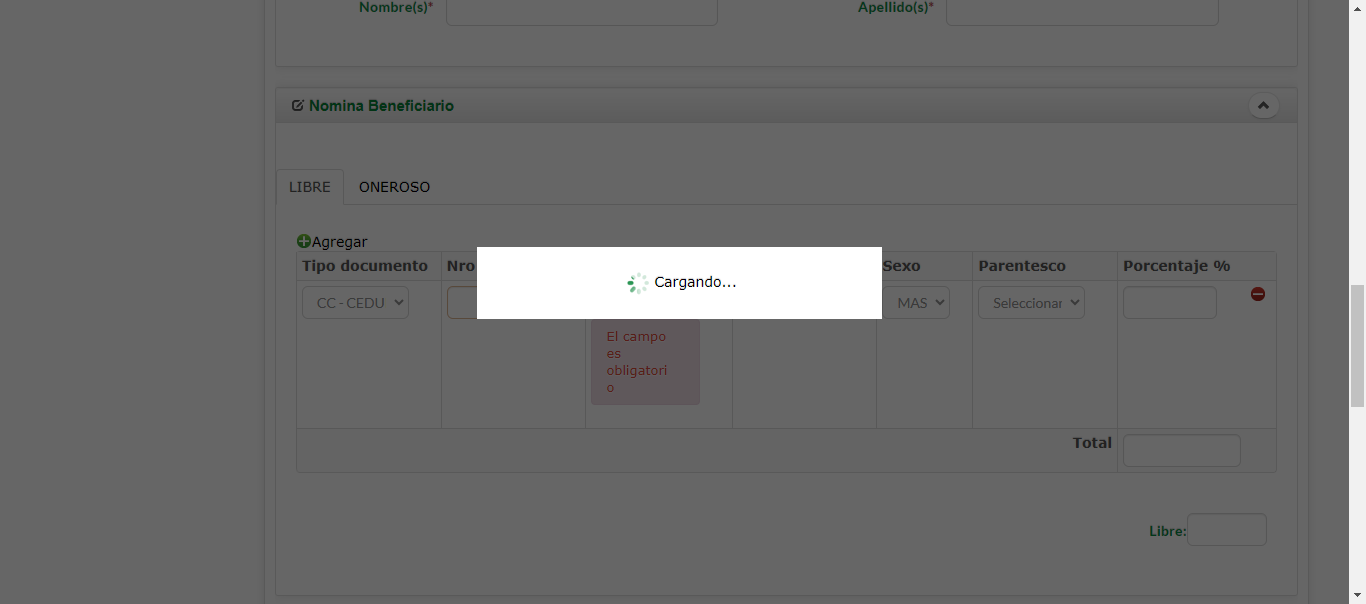 Nombre(s)* Apellido(s)*
Nomina Beneficiario
LIBRE ONEROSO
Agregar
Tipo documento Nro Sexo Parentesco Porcentaje %
CC - CEDU MAS Seleccionar
Cargando...
El campo
es
obligatori
o
Total
Libre: